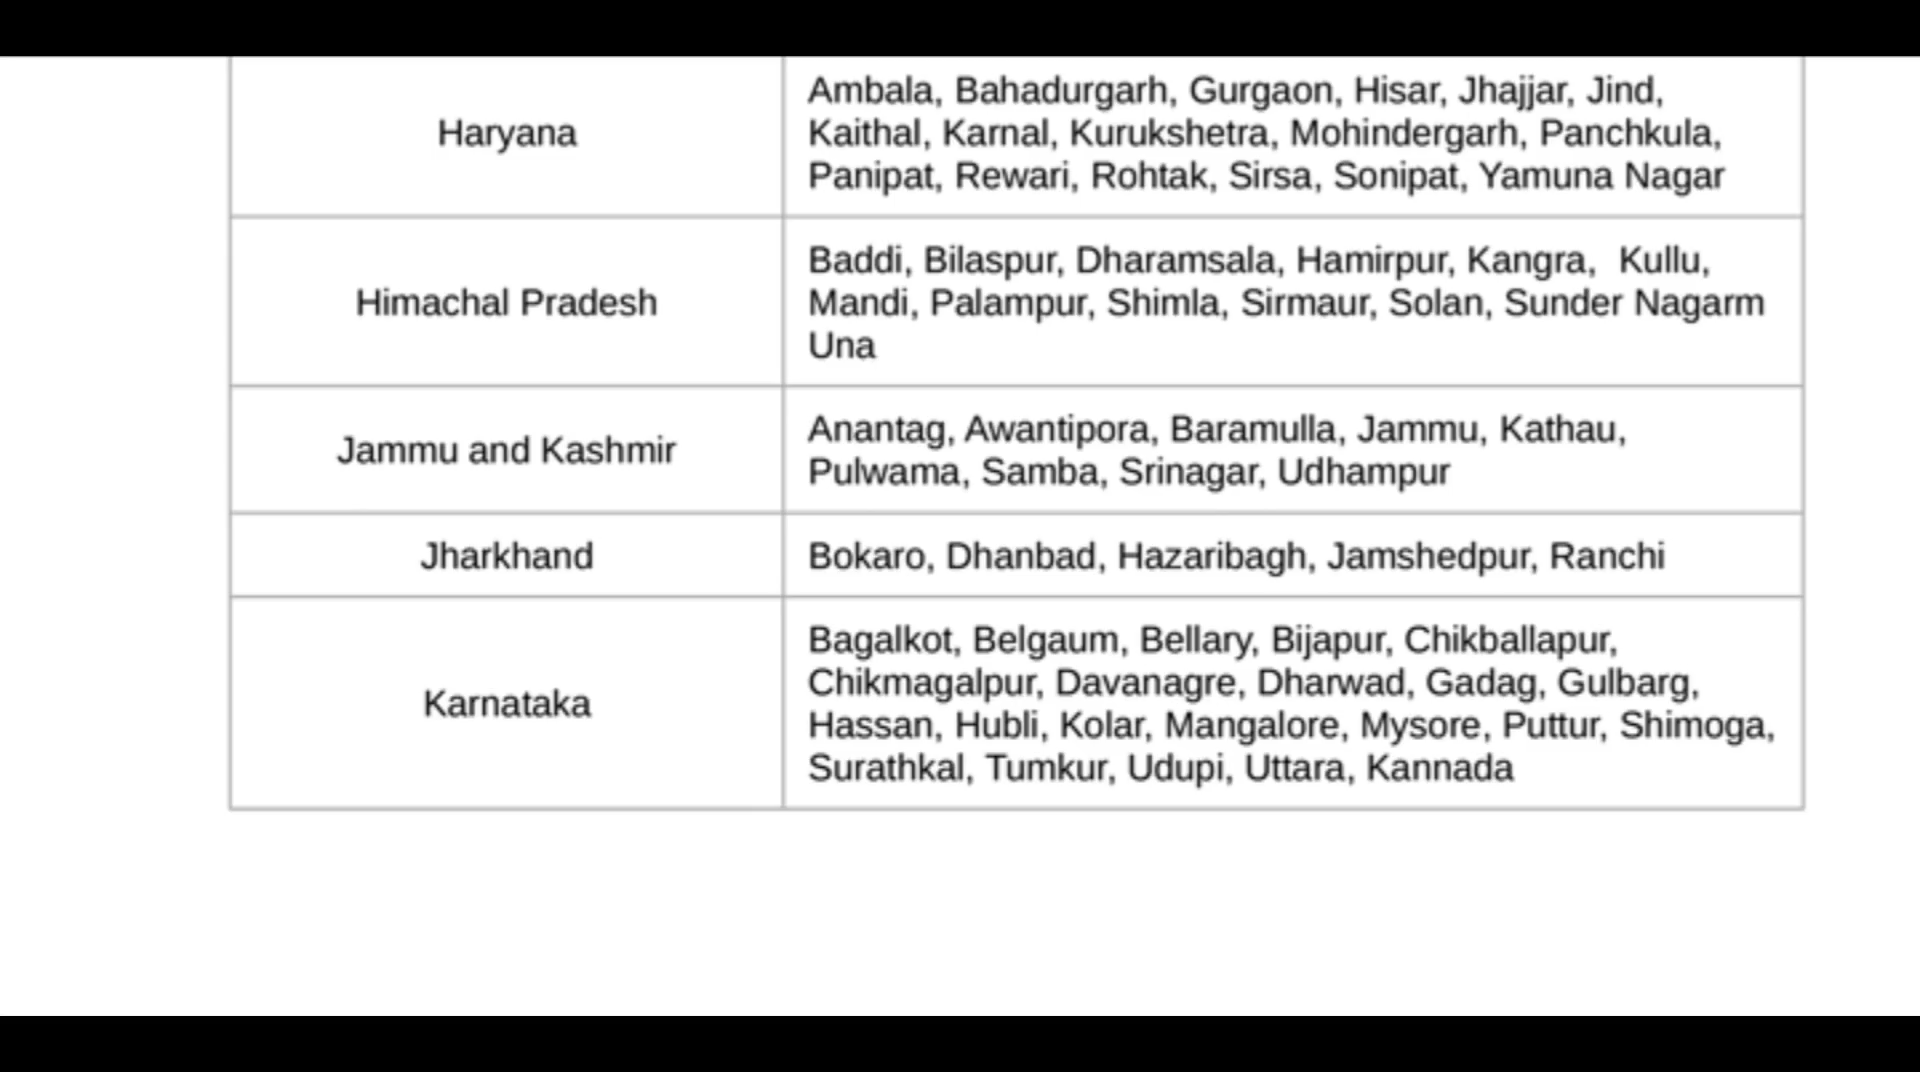 Haryana
Ambala, Bahadurgarh, Gurgaon, Hisar, Jhajjar, Jind,
Kaithal, Karnal, Kurukshetra, Mohindergarh, Panchkula,
Panipat, Rewari, Rohtak, Sirsa, Sonipat, Yamuna Nagar
Himachal Pradesh
Baddi, Bilaspur, Dharamsala, Hamirpur, Kangra,  Kullu,
Mandi, Palampur, Shimla, Sirmaur, Solan, Sunder Nagarm
Una
Jammu and Kashmir
Anantag, Awantipora, Baramulla, Jammu, Kathau,
Pulwama, Samba, Srinagar, Udhampur
Jharkhand
Bokaro, Dhanbad, Hazaribagh, Jamshedpur, Ranchi
Karnataka
Bagalkot, Belgaum, Bellary, Bijapur, Chikballapur,
Chikmagalpur, Davanagre, Dharwad, Gadag, Gulbarg,
Hassan, Hubli, Kolar, Mangalore, Mysore, Puttur, Shimoga,
Surathkal, Tumkur, Udupi, Uttara, Kannada